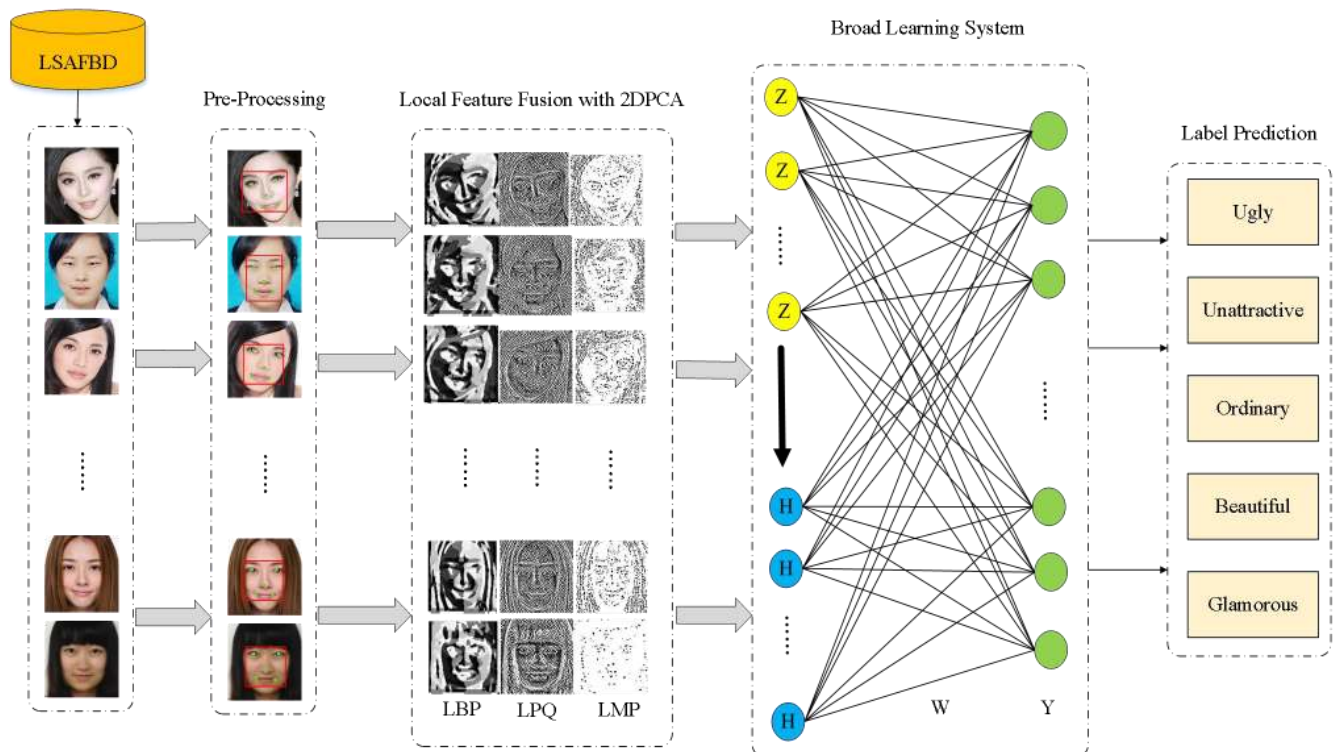 Broad Learning System
LSAFBD
Pre-Processing
Local Feature Fusion with 2DPCA
Label Prediction
Z
Z
Z
H
H
H
Ugly
Unattractive
Ordinary
Beautiful
Glamorous
LBP LPQ LMP
W Y